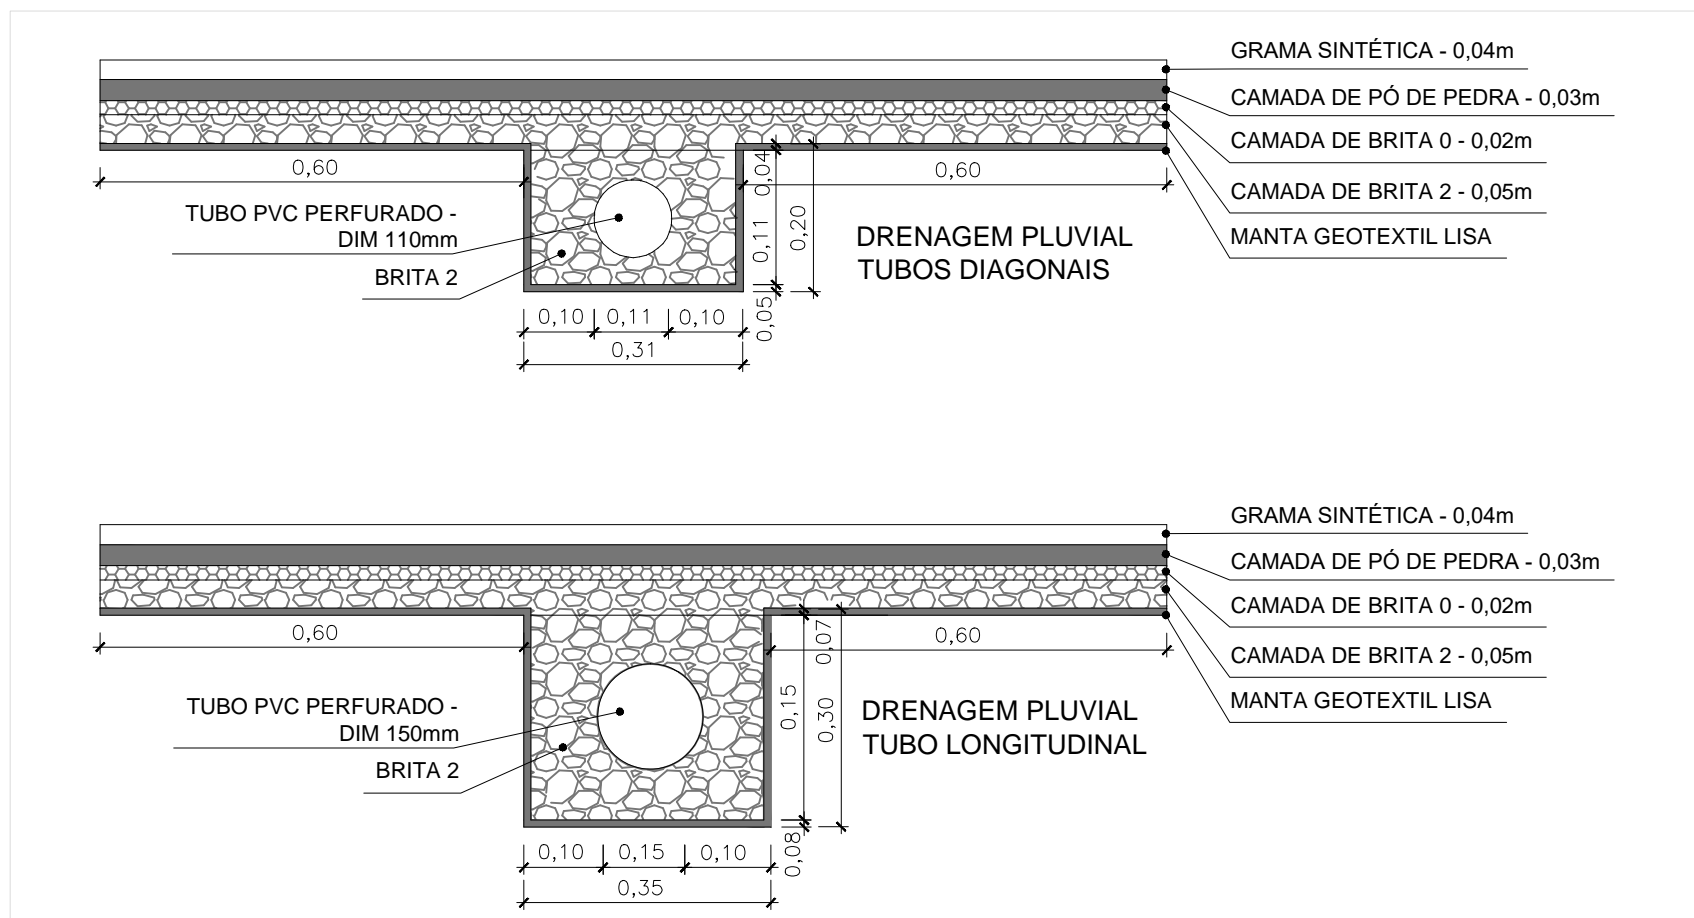 GRAMA SINTÉTICA - 0,04m
CAMADA DE PÓ DE PEDRA - 0,03m
CAMADA DE BRITA 0 - 0,02m
CAMADA DE BRITA 2 - 0,05m
MANTA GEOTEXTIL LISA
0,60
0,60
TUBO PVC PERFURADO -
DIM 110mm
BRITA 2
0,04
0,11
0,05
0,20
DRENAGEM PLUVIAL
TUBOS DIAGONAIS
0,10
0,11
0,10
0,31
GRAMA SINTÉTICA - 0,04m
CAMADA DE PÓ DE PEDRA - 0,03m
CAMADA DE BRITA 0 - 0,02m
CAMADA DE BRITA 2 - 0,05m
MANTA GEOTEXTIL LISA
0,60
0,60
TUBO PVC PERFURADO -
DIM 150mm
BRITA 2
0,07
0,15
0,08
0,30
DRENAGEM PLUVIAL
TUBO LONGITUDINAL
0,10
0,15
0,10
0,35